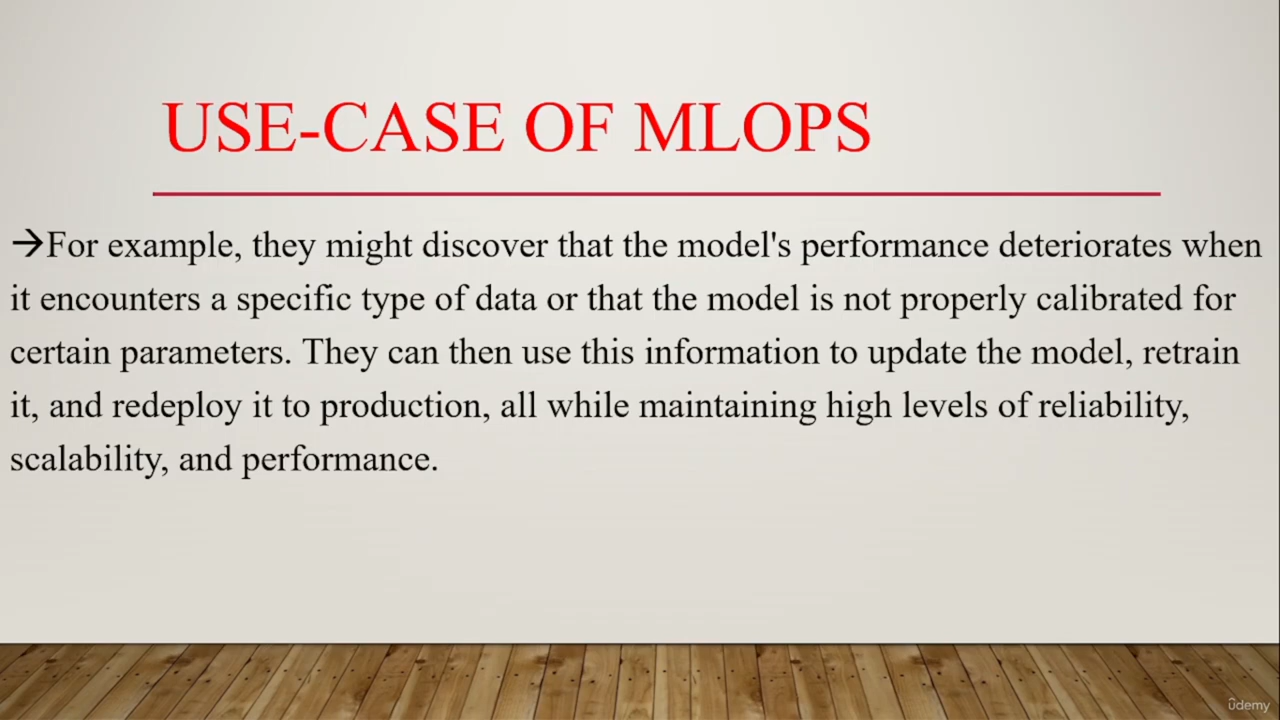 USE-CASE OF MLOPS
→For example, they might discover that the model's performance deteriorates when
it encounters a specific type of data or that the model is not properly calibrated for
certain parameters. They can then use this information to update the model, retrain
it, and redeploy it to production, all while maintaining high levels of reliability,
scalability, and performance.
ûdemy